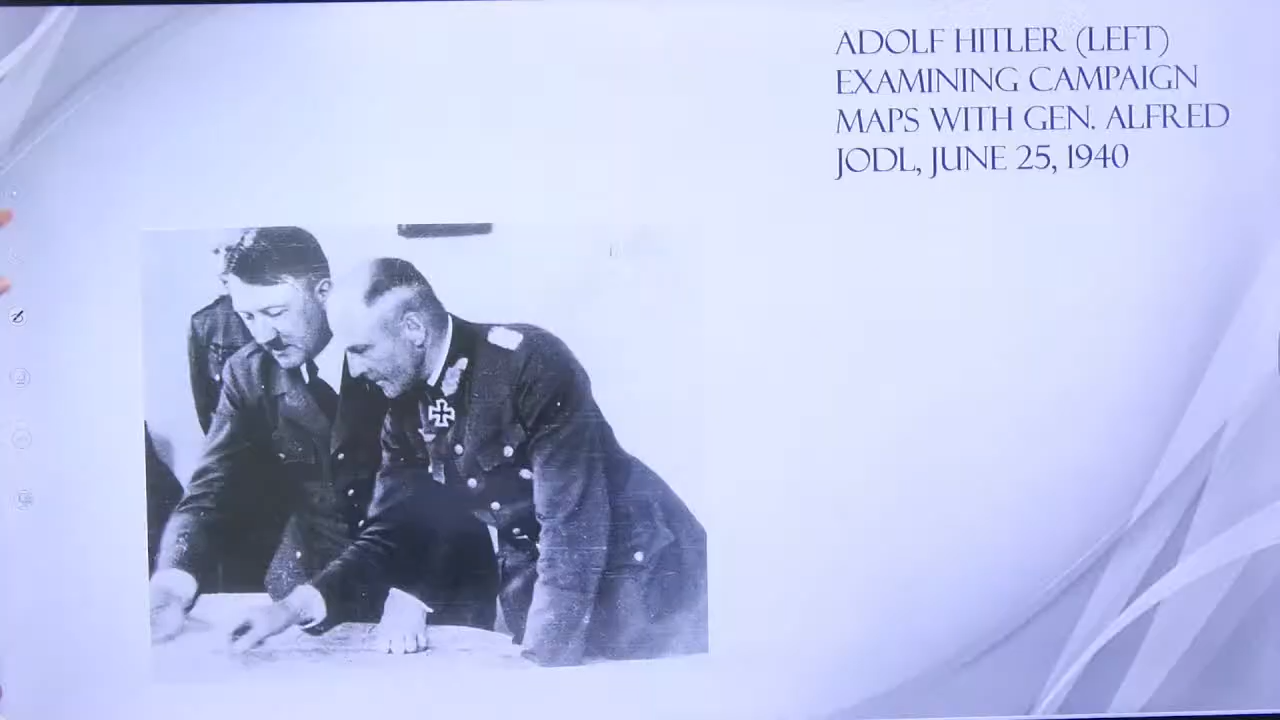 ADOLF HITLER (LEFT)
EXAMINING CAMPAIGN
MAPS WITH GEN. ALFRED
JODL, JUNE 25, 1940